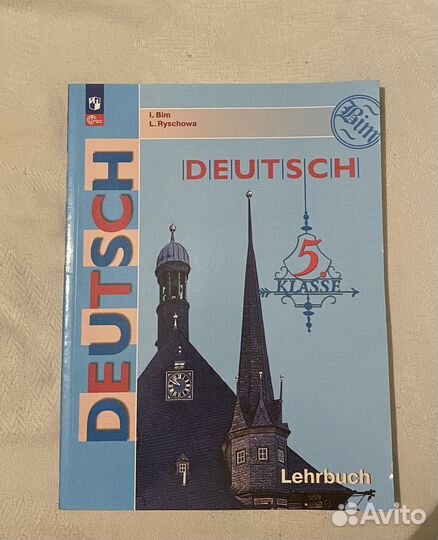 I. Bim
L. Ryschowa
Bim
DEUTSCH
DEUTSCH
5.
KLASSE
Lehrbuch
Avito